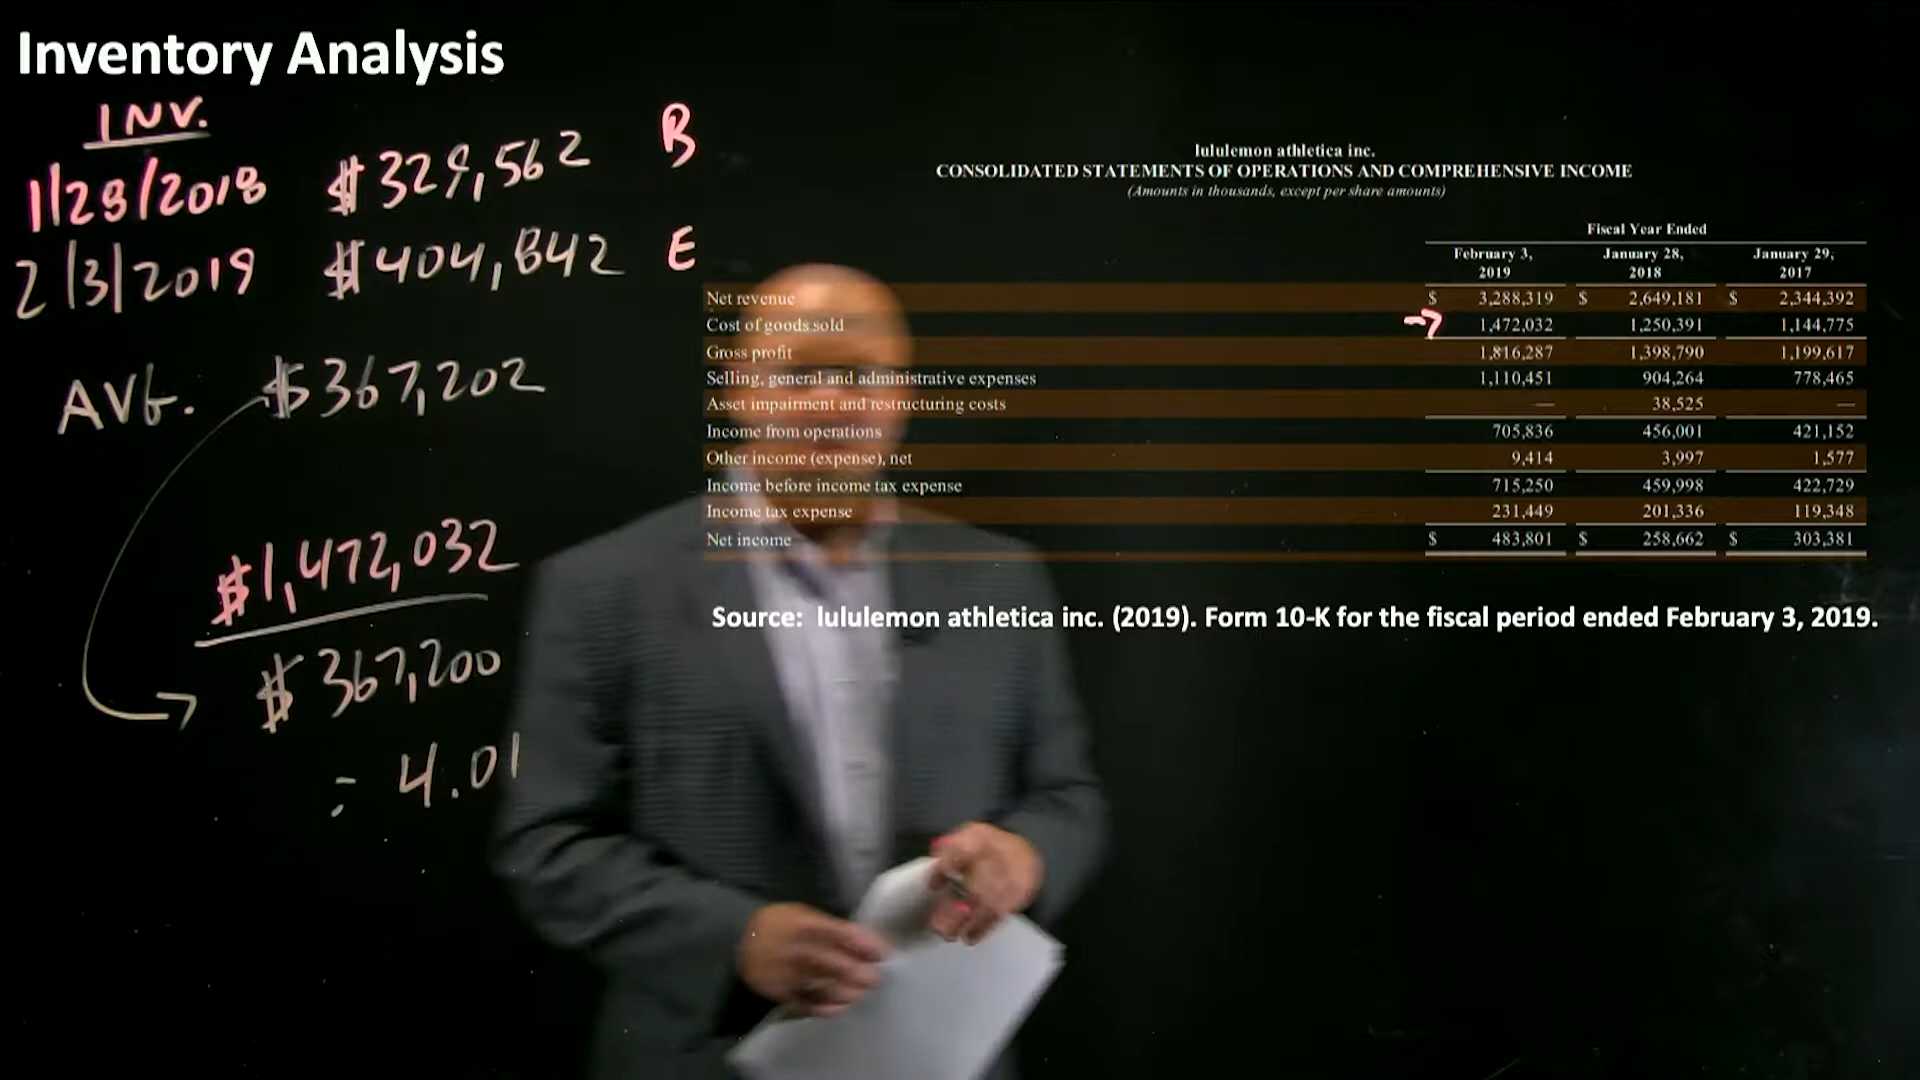 Inventory Analysis
INV.
1/28/2018 $329,562 B
2/3/2019 $404,842 E
AVG. $367,202
$1,472,032
$367,200
= 4.01
lululemon athletica inc.
CONSOLIDATED STATEMENTS OF OPERATIONS AND COMPREHENSIVE INCOME
(Amounts in thousands, except per share amounts)
Fiscal Year Ended
February 3, 2019 January 28, 2018 January 29, 2017
Net revenue $ 3,288,319 $ 2,649,181 $ 2,344,392
Cost of goods sold → 1,472,032 1,250,391 1,144,775
Gross profit 1,816,287 1,398,790 1,199,617
Selling, general and administrative expenses 1,110,451 904,264 778,465
Asset impairment and restructuring costs — 38,525 —
Income from operations 705,836 456,001 421,152
Other income (expense), net 9,414 3,997 1,577
Income before income tax expense 715,250 459,998 422,729
Income tax expense 231,449 201,336 119,348
Net income $ 483,801 $ 258,662 $ 303,381
Source: lululemon athletica inc. (2019). Form 10-K for the fiscal period ended February 3, 2019.